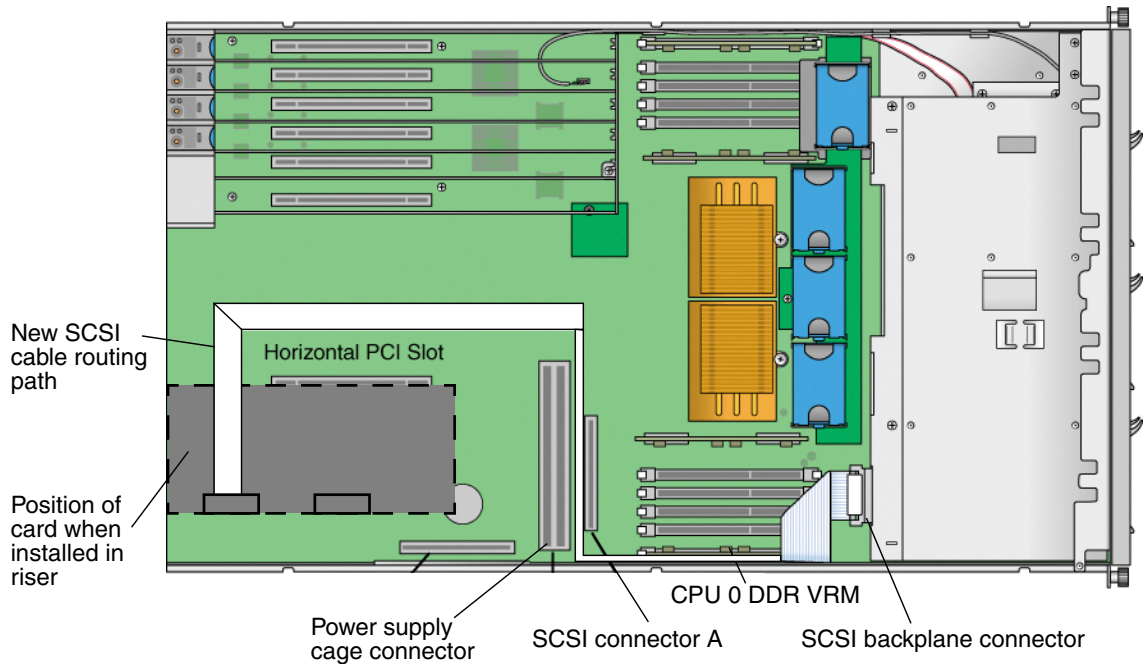 New SCSI
cable routing
path
Horizontal PCI Slot
Position of
card when
installed in
riser
Power supply
cage connector
SCSI connector A
CPU 0 DDR VRM
SCSI backplane connector